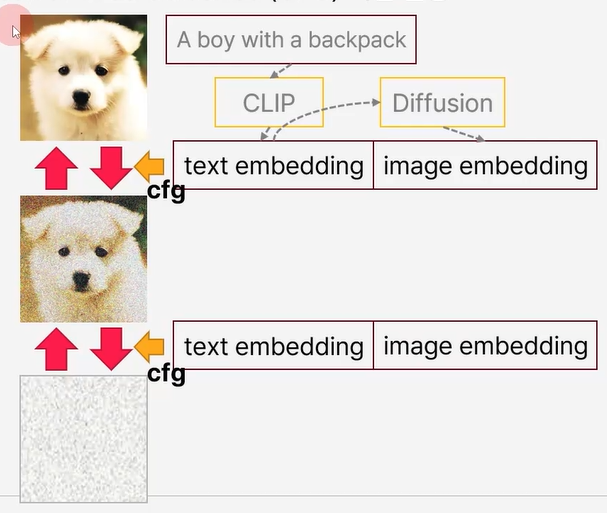 A boy with a backpack
CLIP
Diffusion
text embedding
image embedding
cfg
text embedding
image embedding
cfg